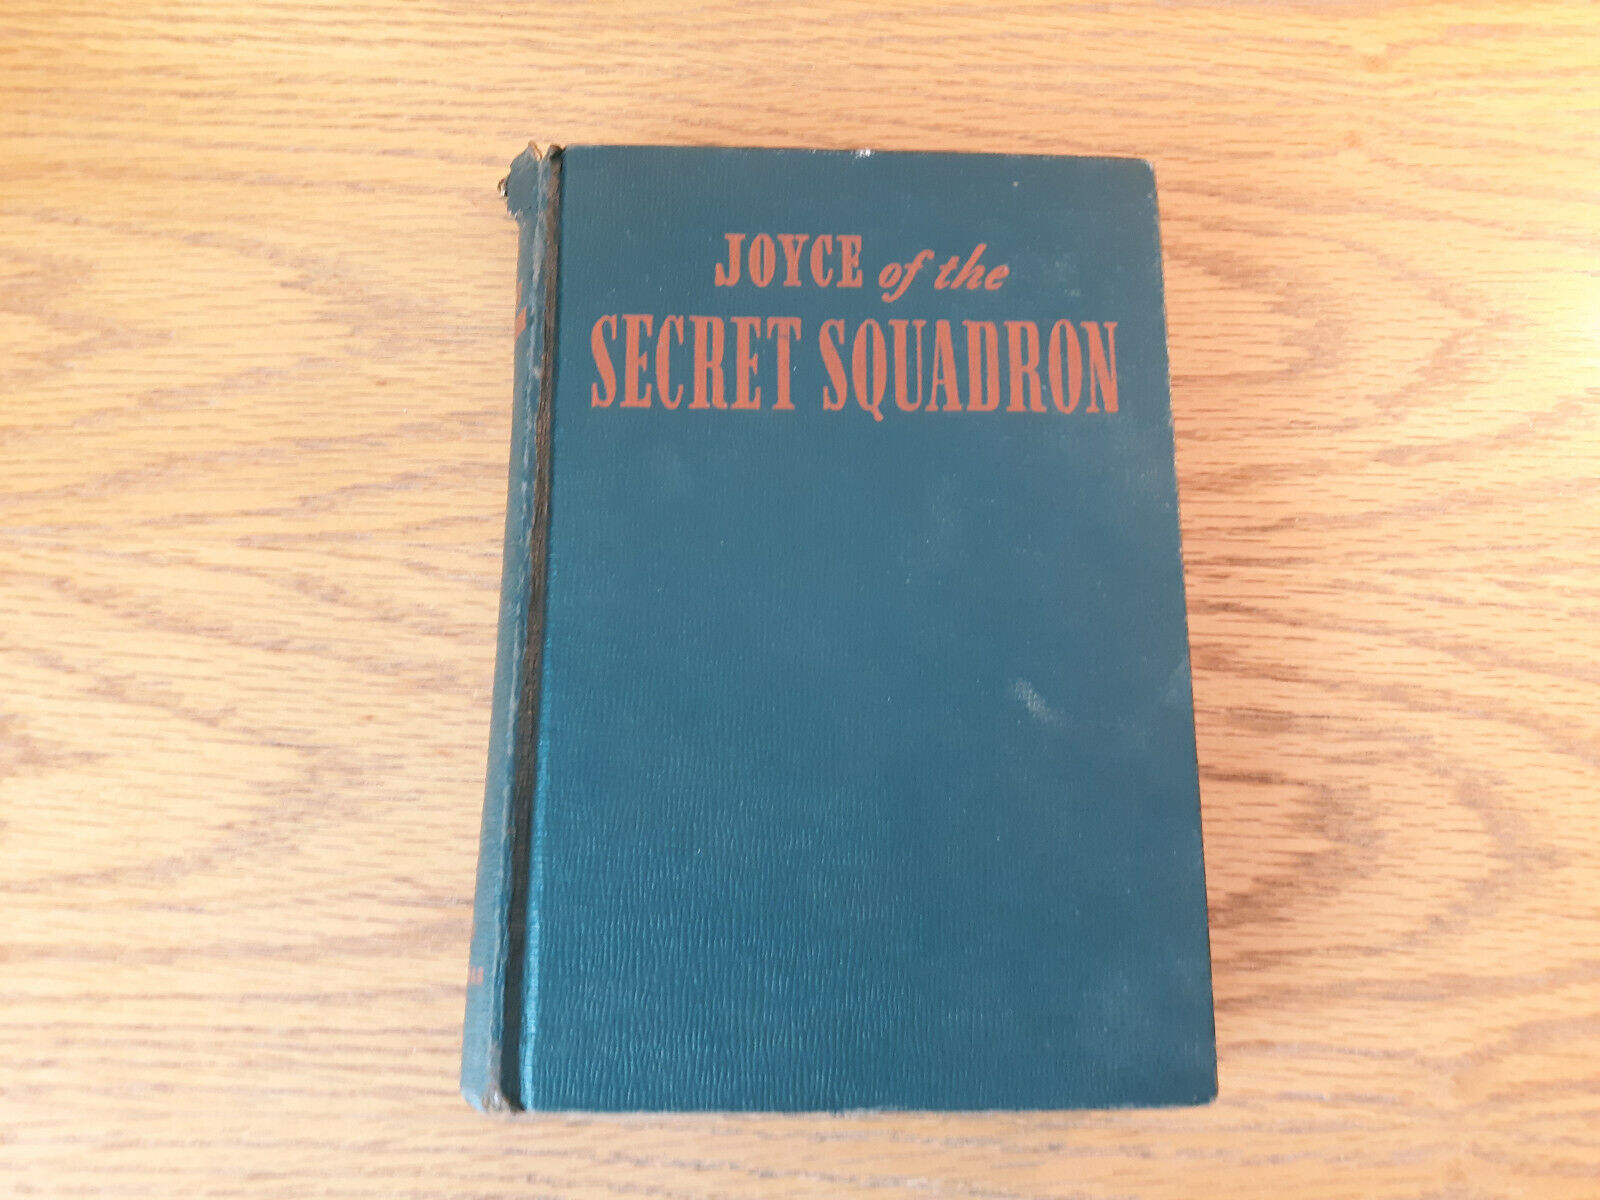 JOYCE of the
SECRET SQUADRON